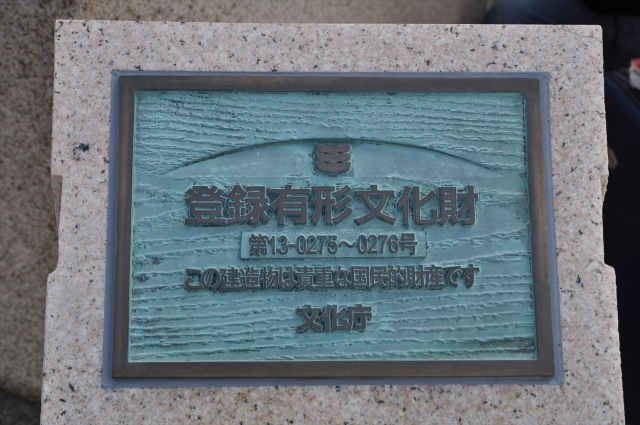 登録有形文化財
第13-0275～0276号
この建造物は貴重な国民的財産です
文化庁